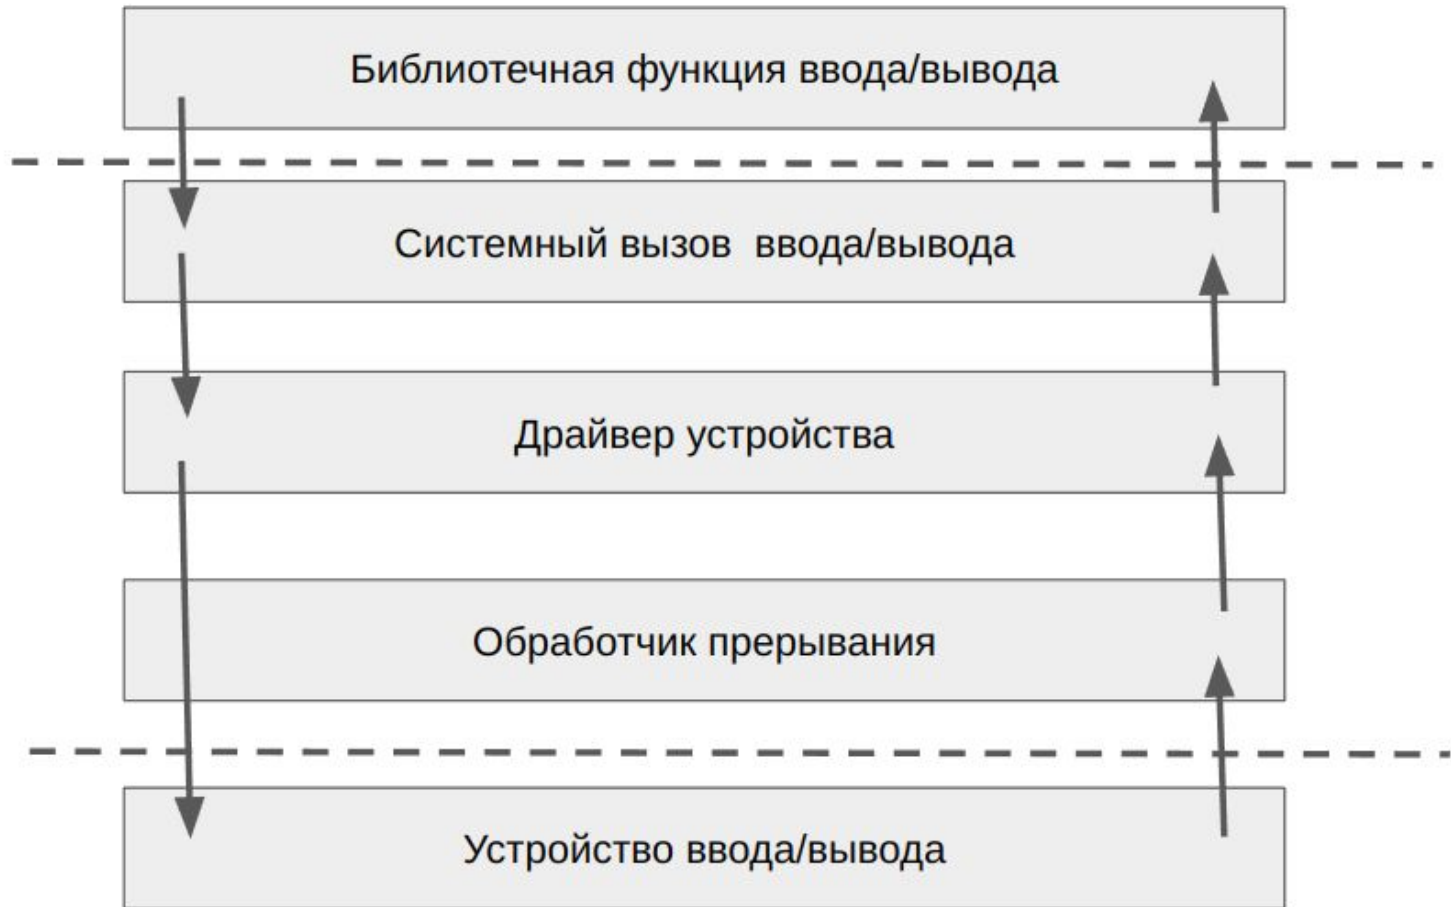 Библиотечная функция ввода/вывода
Системный вызов  ввода/вывода
Драйвер устройства
Обработчик прерывания
Устройство ввода/вывода